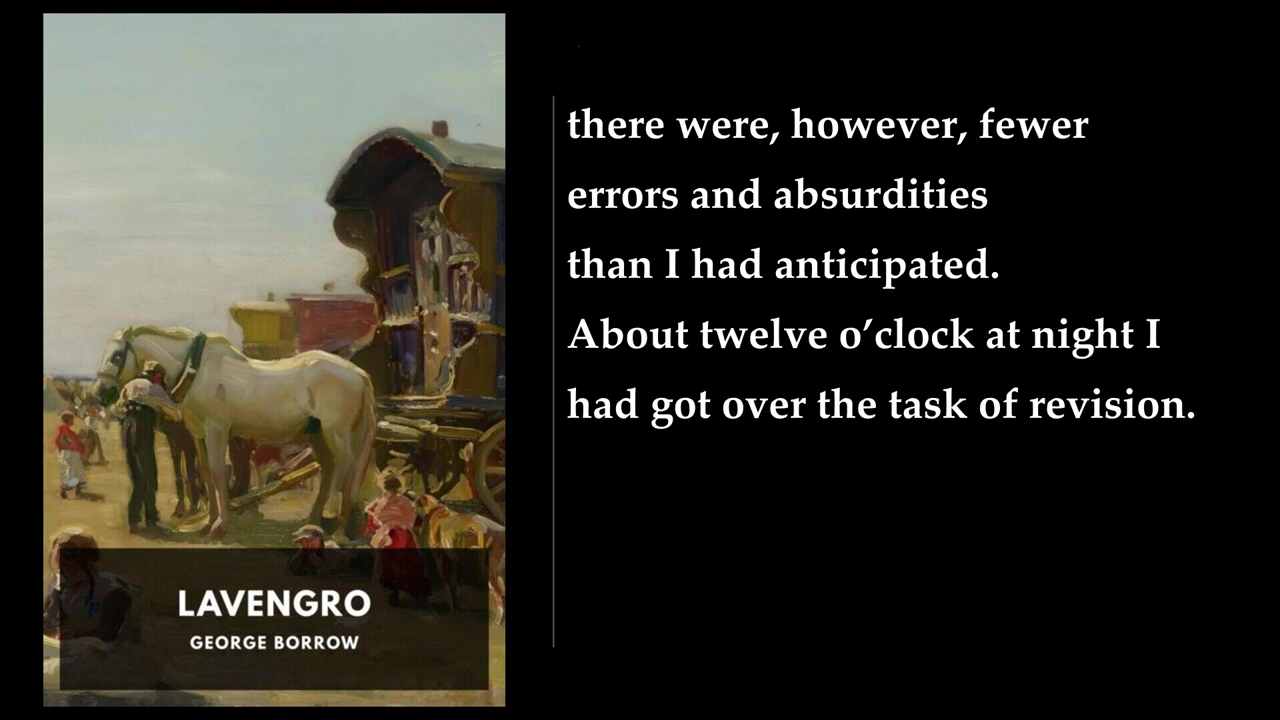 LAVENGRO
GEORGE BORROW
there were, however, fewer
errors and absurdities
than I had anticipated.
About twelve o’clock at night I
had got over the task of revision.